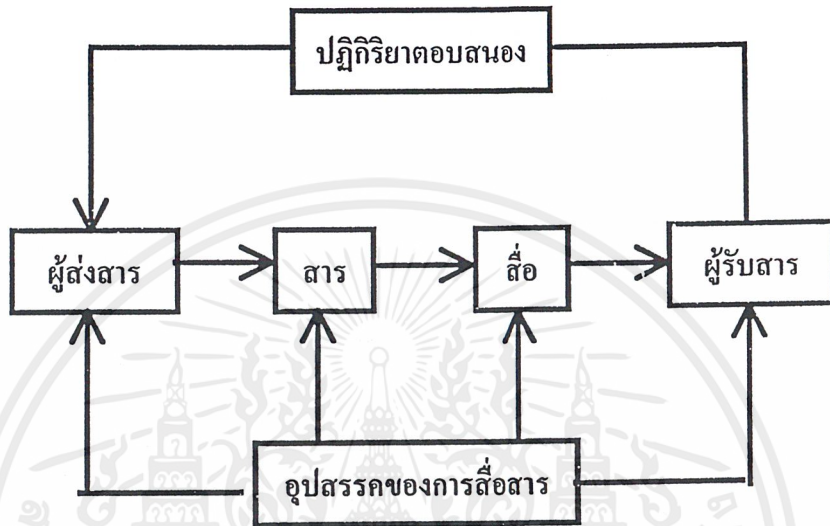 ปฏิกิริยาตอบสนอง
ผู้ส่งสาร
สาร
สื่อ
ผู้รับสาร
อุปสรรคของการสื่อสาร